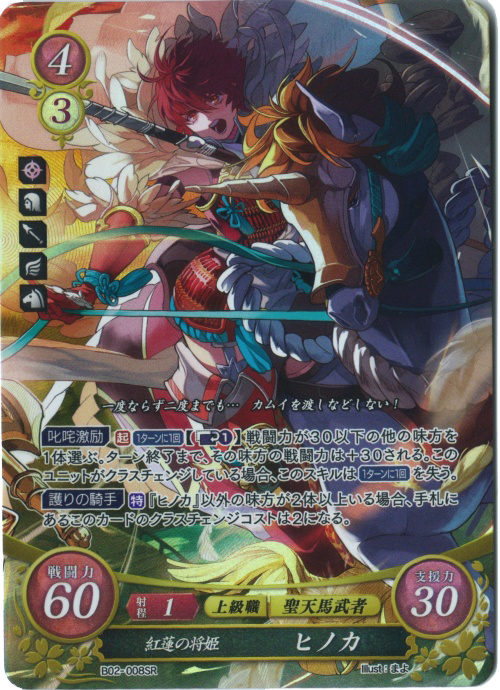 4
3
一度ならず二度までも… カムイを渡しなどしない！
叱咤激励 起 1ターンに1回【 】戦闘力が30以下の他の味方を
1体選ぶ。ターン終了まで、その味方の戦闘力は＋30される。この
ユニットがクラスチェンジしている場合、このスキルは 1ターンに1回 を失う。
護りの騎手 特 『ヒノカ』以外の味方が2体以上いる場合、手札に
あるこのカードのクラスチェンジコストは2になる。
戦闘力
60
射程 1 上級職 聖天馬武者
支援力
30
紅蓮の将姫 ヒノカ
B02-008SR Illust：まよ